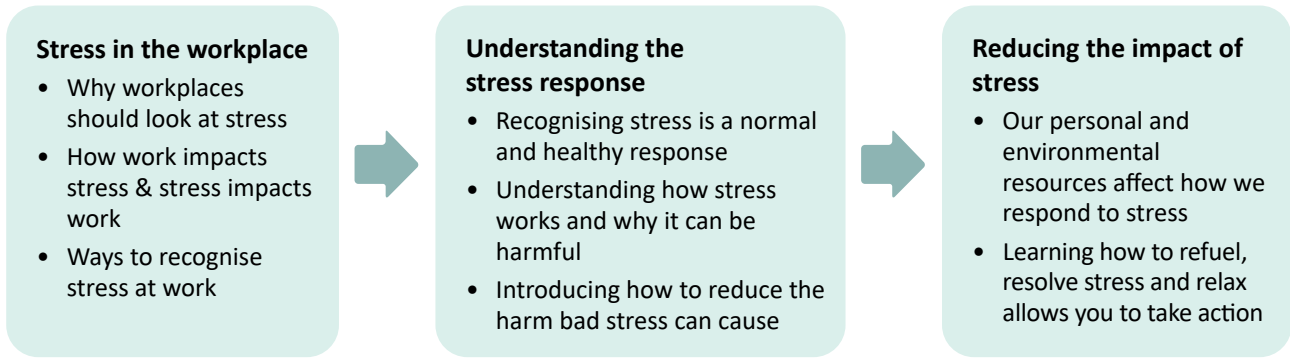 Stress in the workplace
• Why workplaces
should look at stress
• How work impacts
stress & stress impacts
work
• Ways to recognise
stress at work
Understanding the
stress response
• Recognising stress is a normal
and healthy response
• Understanding how stress
works and why it can be
harmful
• Introducing how to reduce the
harm bad stress can cause
Reducing the impact of
stress
• Our personal and
environmental
resources affect how we
respond to stress
• Learning how to refuel,
resolve stress and relax
allows you to take action